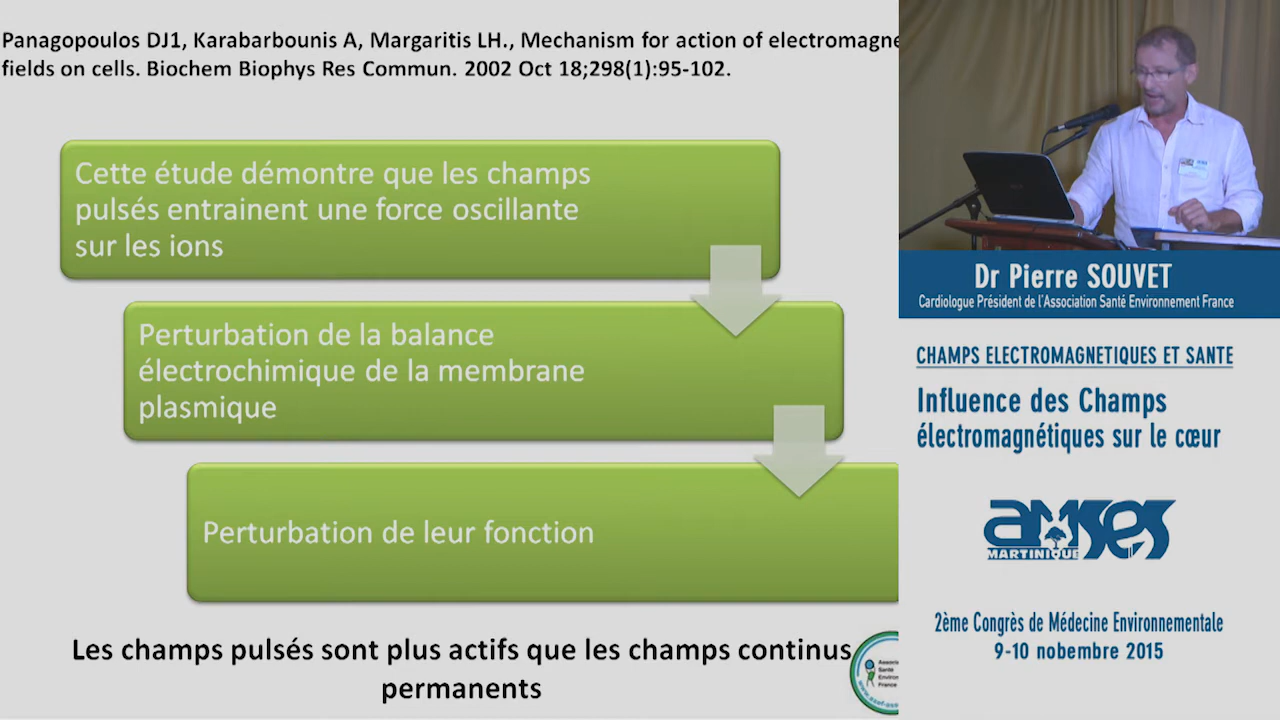 Panagopoulos DJ1, Karabarbounis A, Margaritis LH., Mechanism for action of electromagne
fields on cells. Biochem Biophys Res Commun. 2002 Oct 18;298(1):95-102.
Cette étude démontre que les champs
pulsés entrainent une force oscillante
sur les ions
Perturbation de la balance
électrochimique de la membrane
plasmique
Perturbation de leur fonction
Les champs pulsés sont plus actifs que les champs continus
permanents
Dr Pierre SOUVET
Cardiologue Président de l'Association Santé Environnement France
CHAMPS ELECTROMAGNETIQUES ET SANTE
Influence des Champs
électromagnétiques sur le cœur
AMSES
MARTINIQUE
2ème Congrès de Médecine Environnementale
9-10 nobembre 2015